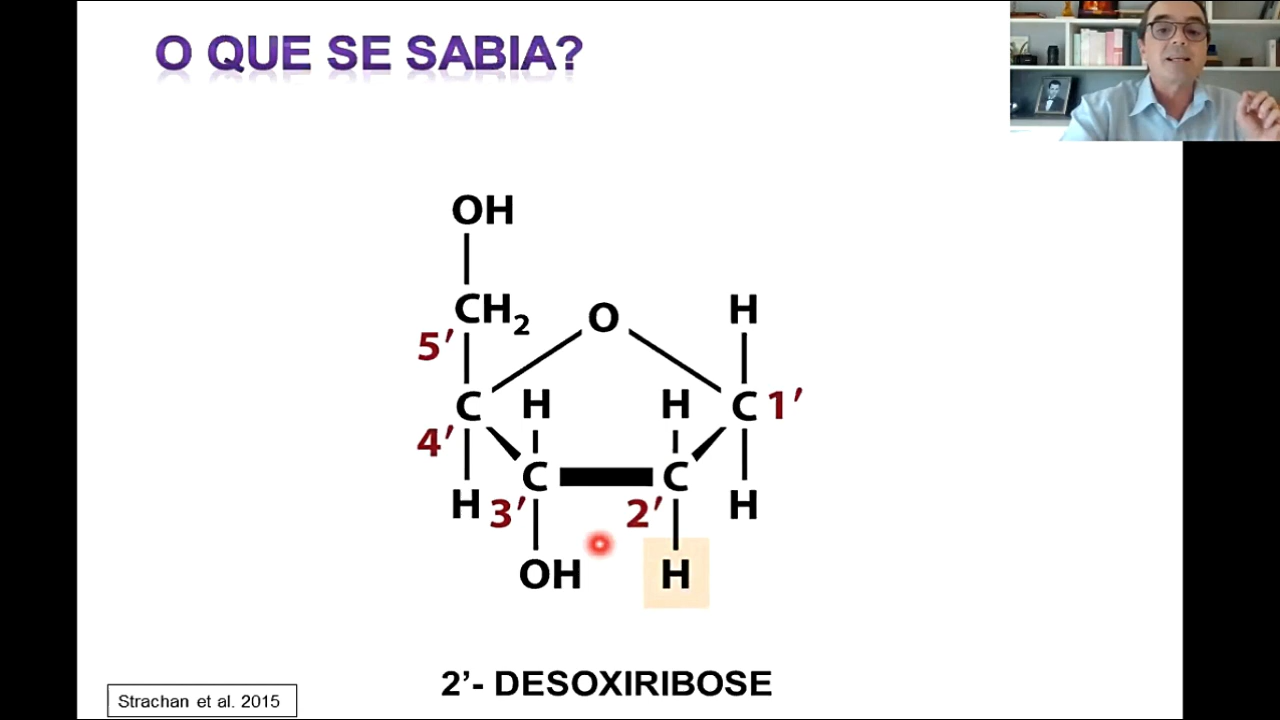 O QUE SE SABIA?
OH
CH₂ O H
5′
C H H C 1′
4′
C C
H 3′ 2′ H
OH H
2’- DESOXIRIBOSE
Strachan et al. 2015